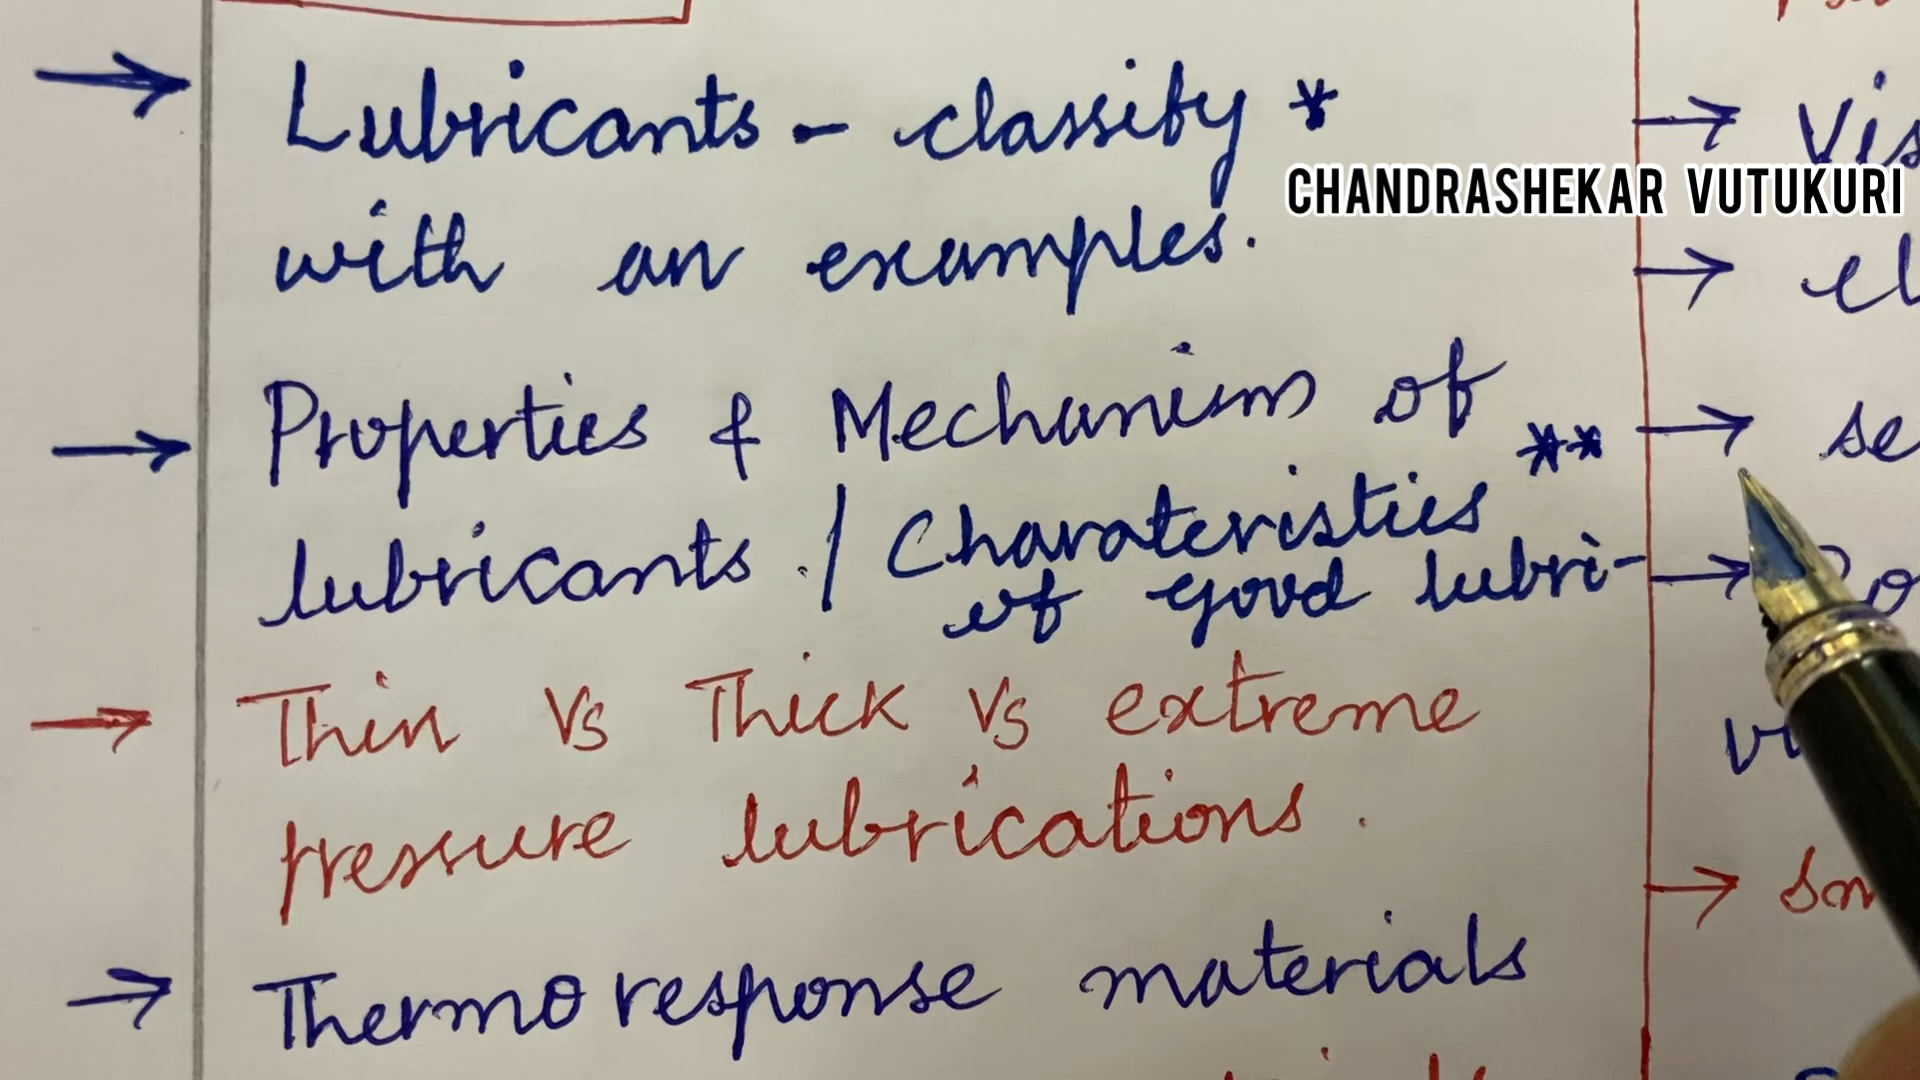 Lubricants - classify *
with an examples.
Properties & Mechanism of
lubricants. / Charateristics **
of good lubri-
Thin Vs Thick Vs extreme
pressure lubrications.
Thermoresponse materials
CHANDRASHEKAR VUTUKURI